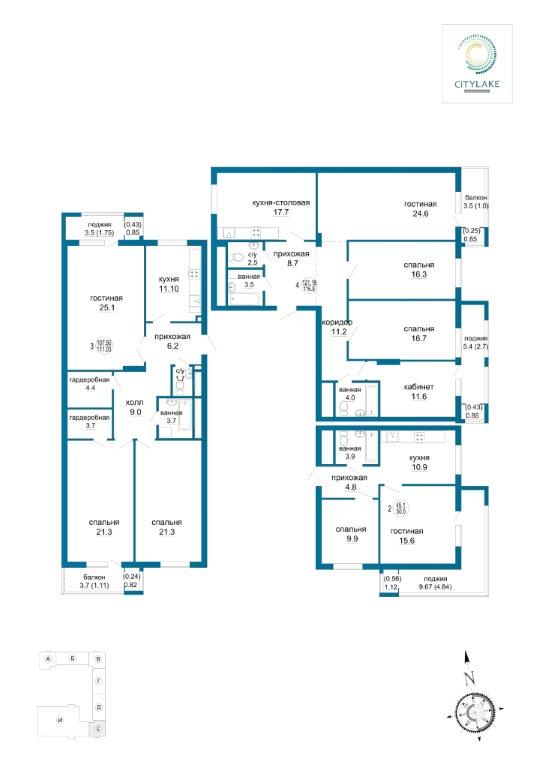 CITYLAKE
кухня-столовая
17.7
гостиная
24.6
балкон
3.5 (1.0)
(0.25)
0.85
с/у
2.5
прихожая
8.7
ванная
3.5
4
121.18
116.8
спальня
16.3
коридор
11.2
спальня
16.7
лоджия
5.4 (2.7)
ванная
4.0
кабинет
11.6
(0.43)
0.85
лоджия
3.5 (1.75)
(0.43)
0.85
кухня
11.10
гостиная
25.1
3
107.50
111.03
прихожая
6.2
с/у
1.7
гардеробная
4.4
холл
9.0
гардеробная
3.7
ванная
3.7
спальня
21.3
спальня
21.3
балкон
3.7 (1.11)
(0.24)
0.82
ванная
3.9
кухня
10.9
прихожая
4.8
2
45.1
50.5
спальня
9.9
гостиная
15.6
(0.56)
1.12
лоджия
9.67 (4.84)
А
Б
В
Г
Д
Е
И
N
С